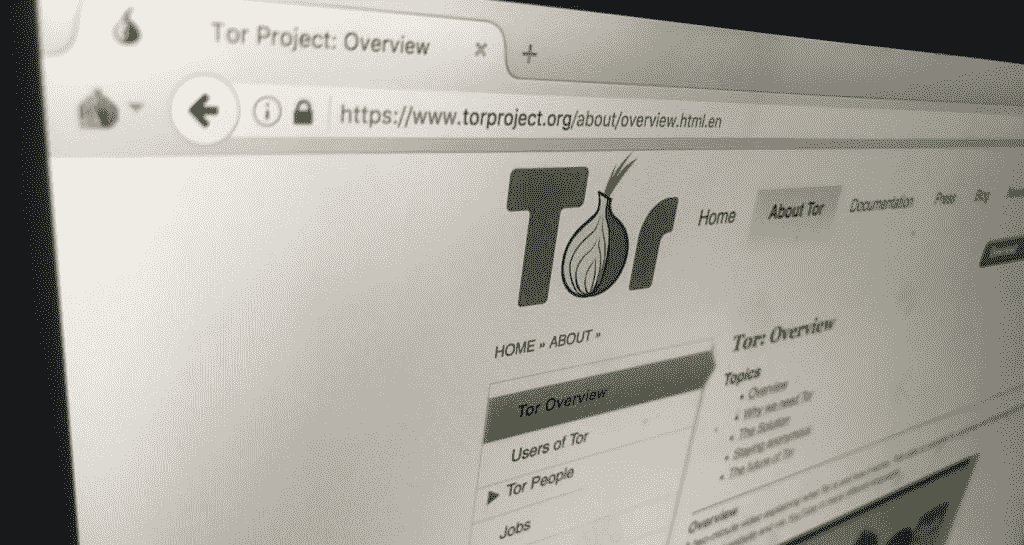 Tor Project: Overview
https://www.torproject.org/about/overview.html.en
Tor
Home About Tor Documentation Press Blog
HOME » ABOUT »
Tor: Overview
Topics
• Overview
• Why we need Tor
• The Solution
• Staying anonymous
• The future of Tor
Tor Overview
Users of Tor
Tor People
Jobs
Overview